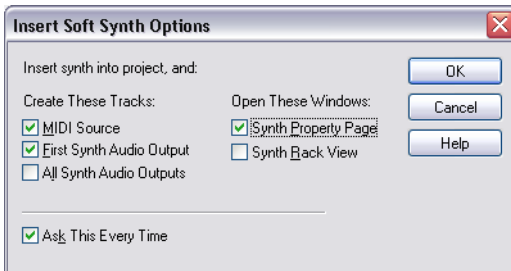 Insert Soft Synth Options
Insert synth into project, and:
Create These Tracks:
MIDI Source
First Synth Audio Output
All Synth Audio Outputs
Open These Windows:
Synth Property Page
Synth Rack View
Ask This Every Time
OK
Cancel
Help